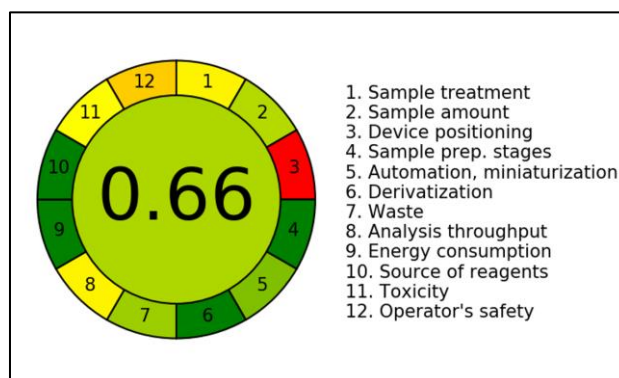 12
1
11
2
10
3
0.66
9
4
8
5
7
6
1. Sample treatment
2. Sample amount
3. Device positioning
4. Sample prep. stages
5. Automation, miniaturization
6. Derivatization
7. Waste
8. Analysis throughput
9. Energy consumption
10. Source of reagents
11. Toxicity
12. Operator's safety